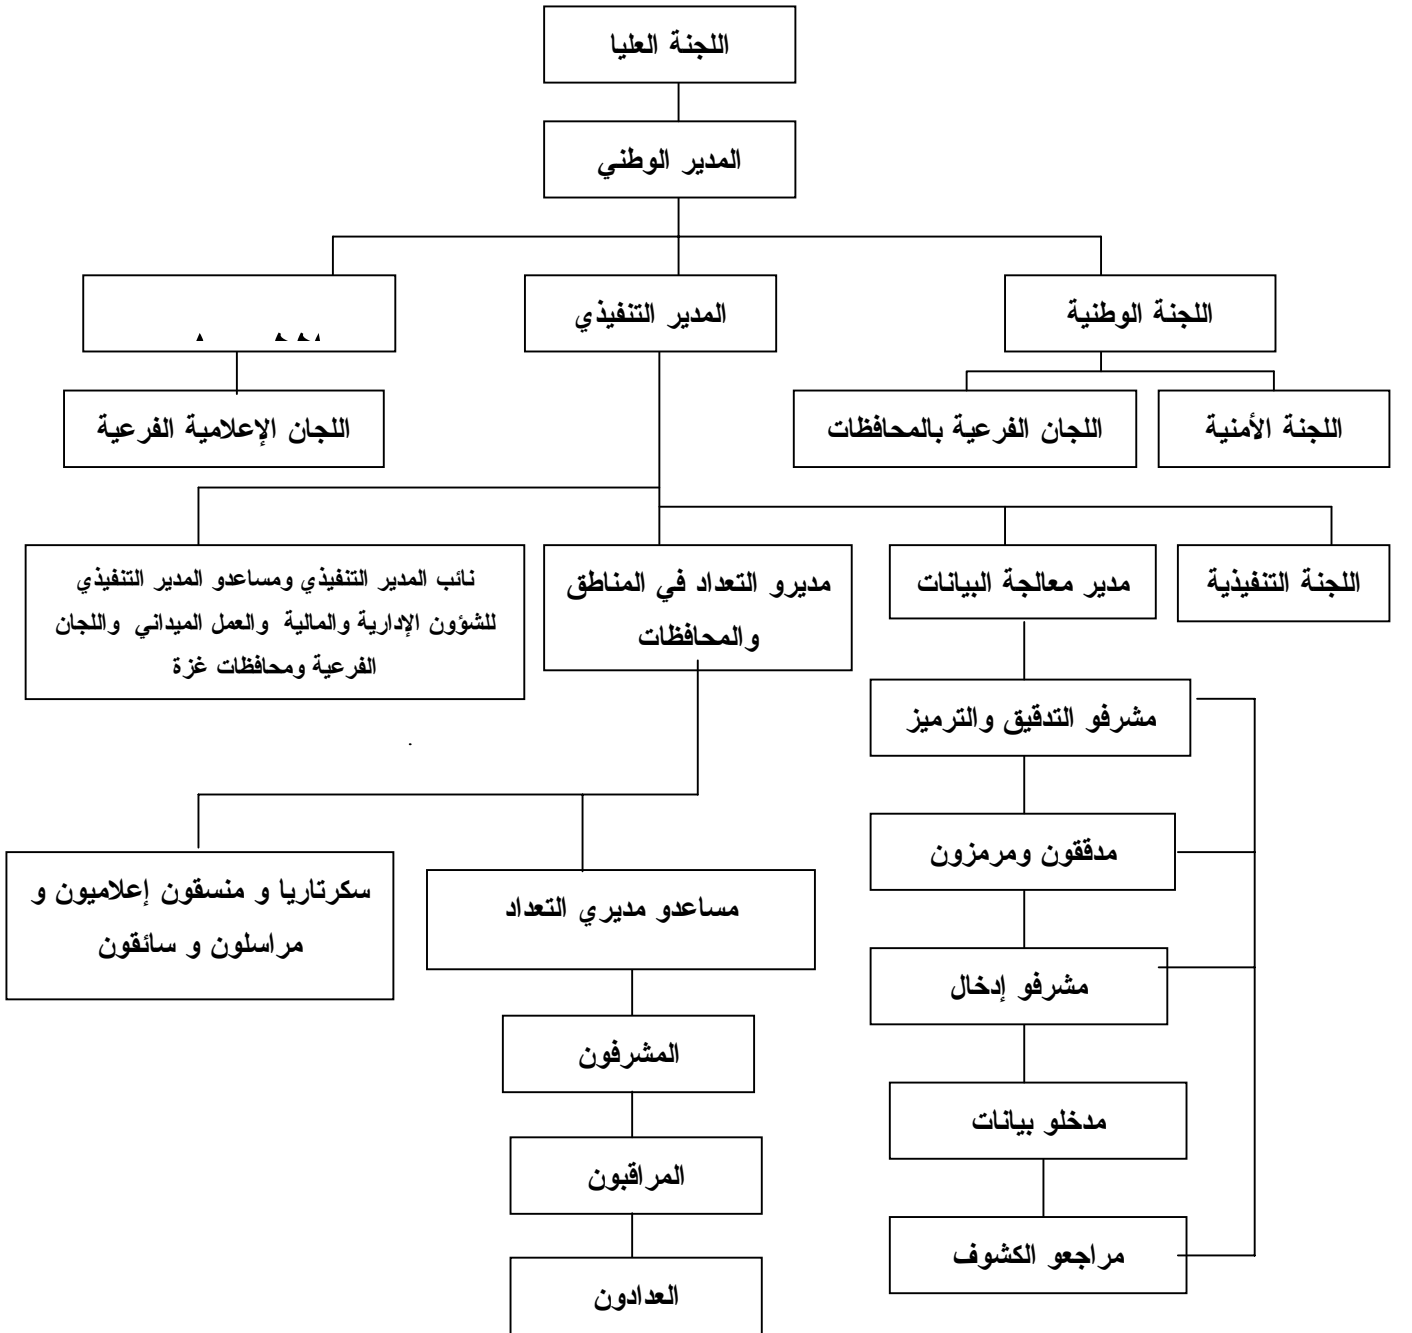 اللجنة العليا
المدير الوطني
اللجنة الوطنية
المدير التنفيذي
اللجنة الأمنية
اللجان الفرعية بالمحافظات
اللجان الإعلامية الفرعية
اللجنة التنفيذية
مدير معالجة البيانات
مديرو التعداد في المناطق
والمحافظات
نائب المدير التنفيذي ومساعدو المدير التنفيذي
للشؤون الإدارية والمالية والعمل الميداني واللجان
الفرعية ومحافظات غزة
مشرفو التدقيق والترميز
مدققون ومرمزون
مشرفو إدخال
مدخلو بيانات
مراجعو الكشوف
مساعدو مديري التعداد
سكرتاريا و منسقون إعلاميون و
مراسلون و سائقون
المشرفون
المراقبون
العدادون